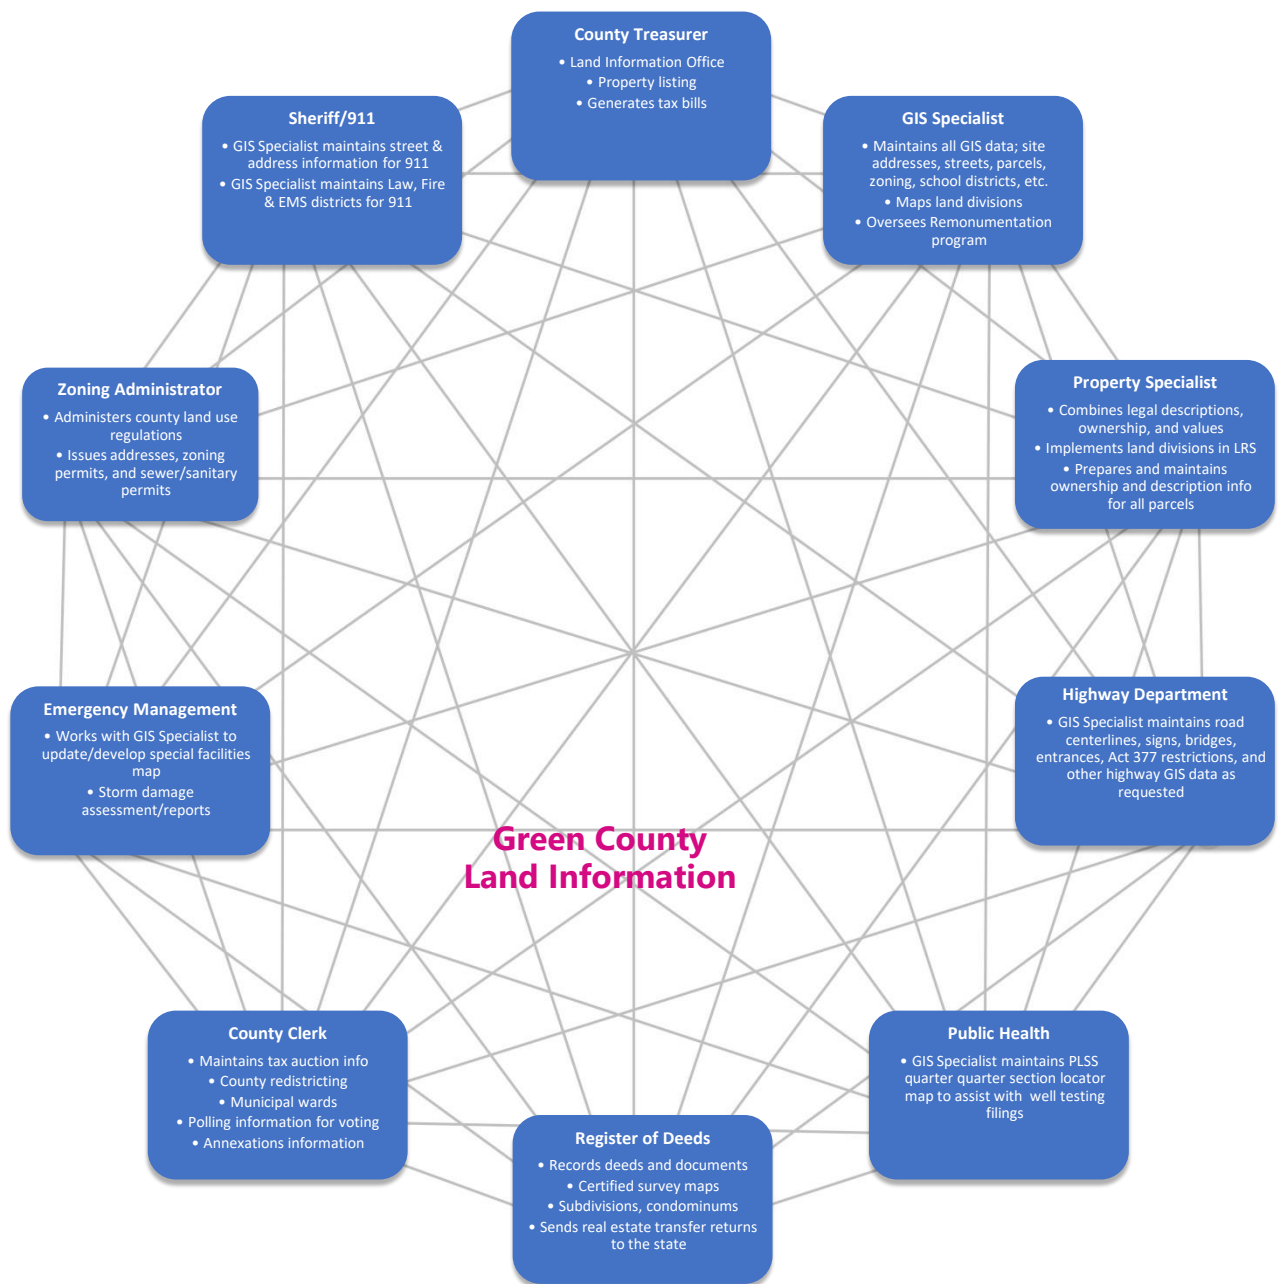 County Treasurer
• Land Information Office
• Property listing
• Generates tax bills
Sheriff/911
• GIS Specialist maintains street &
address information for 911
• GIS Specialist maintains Law, Fire
& EMS districts for 911
GIS Specialist
• Maintains all GIS data; site
addresses, streets, parcels,
zoning, school districts, etc.
• Maps land divisions
• Oversees Remonumentation
program
Zoning Administrator
• Administers county land use
regulations
• Issues addresses, zoning
permits, and sewer/sanitary
permits
Property Specialist
• Combines legal descriptions,
ownership, and values
• Implements land divisions in LRS
• Prepares and maintains
ownership and description info
for all parcels
Emergency Management
• Works with GIS Specialist to
update/develop special facilities
map
• Storm damage
assessment/reports
Highway Department
• GIS Specialist maintains road
centerlines, signs, bridges,
entrances, Act 377 restrictions, and
other highway GIS data as
requested
Green County
Land Information
County Clerk
• Maintains tax auction info
• County redistricting
• Municipal wards
• Polling information for voting
• Annexations information
Public Health
• GIS Specialist maintains PLSS
quarter quarter section locator
map to assist with well testing
filings
Register of Deeds
• Records deeds and documents
• Certified survey maps
• Subdivisions, condominums
• Sends real estate transfer returns
to the state